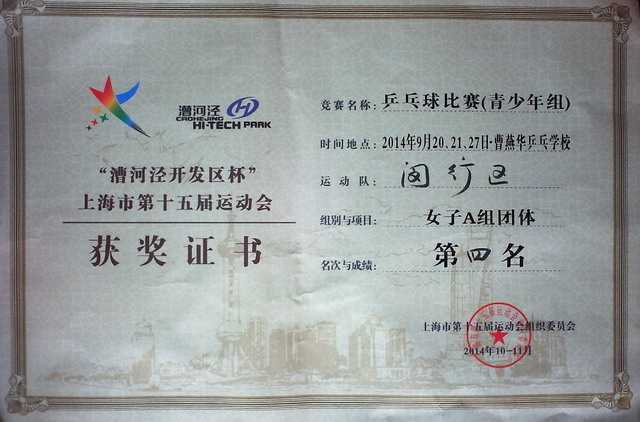 漕河泾
CAOHEJING
HI-TECH PARK
“漕河泾开发区杯”
上海市第十五届运动会
获奖证书
竞赛名称：乒乓球比赛(青少年组)
时间地点：2014年9月20、21、27日·曹燕华乒乓学校
运动队：闵行区
组别与项目：女子A组团体
名次与成绩：第四名
上海市第十五届运动会组织委员会
2014年10-11月